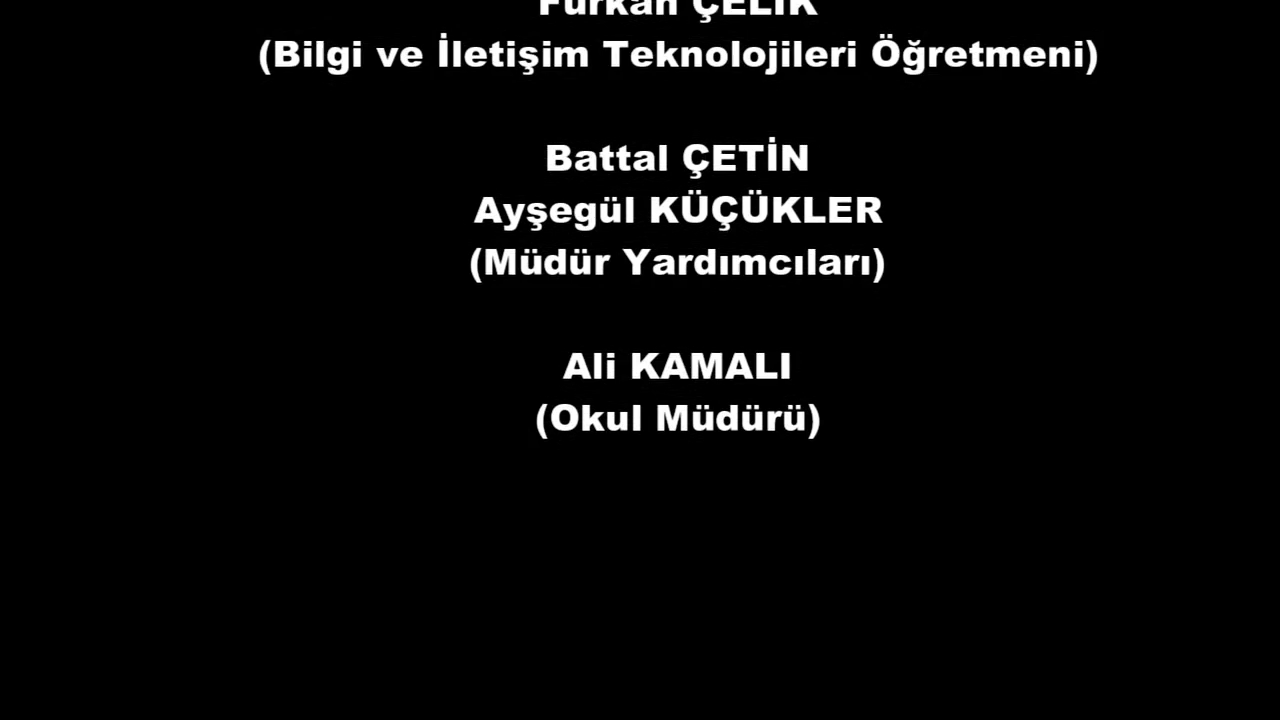 Furkan ÇELİK
(Bilgi ve İletişim Teknolojileri Öğretmeni)
Battal ÇETİN
Ayşegül KÜÇÜKLER
(Müdür Yardımcıları)
Ali KAMALI
(Okul Müdürü)